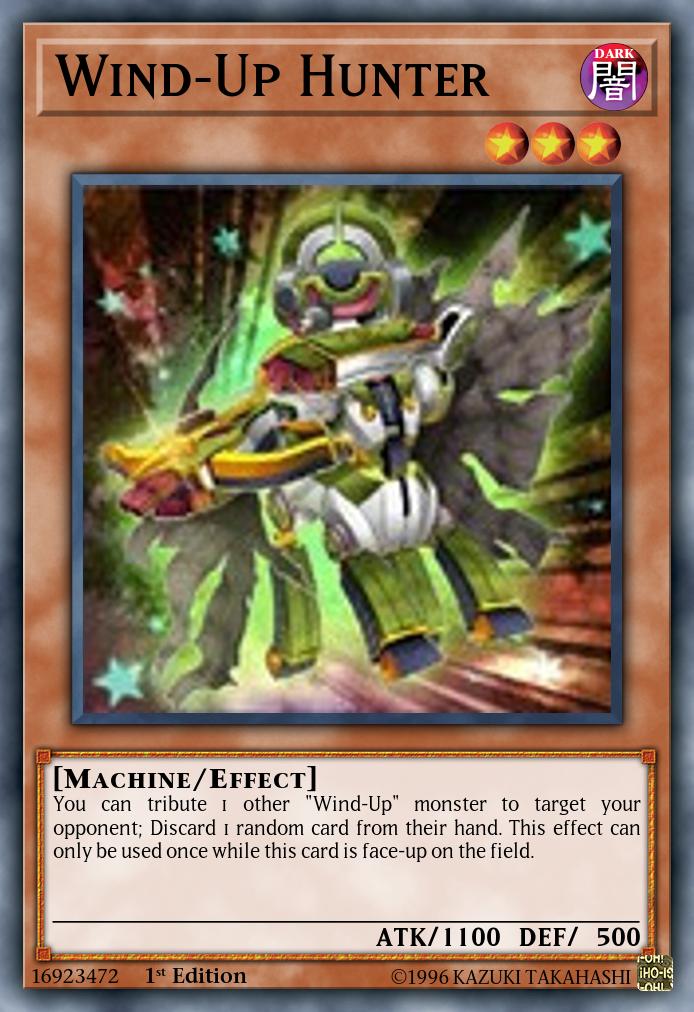 Wind-Up Hunter
DARK
闇
[Machine/Effect]
You can tribute 1 other "Wind-Up" monster to target your
opponent; Discard 1 random card from their hand. This effect can
only be used once while this card is face-up on the field.
ATK/1100 DEF/ 500
16923472 1st Edition ©1996 KAZUKI TAKAHASHI